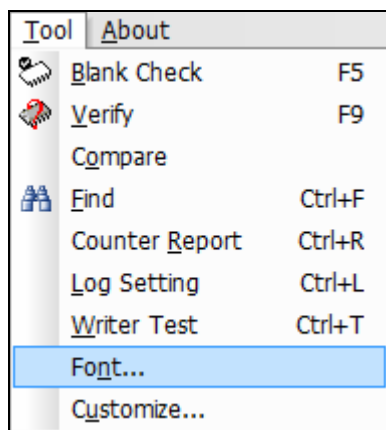 Tool About
Blank Check F5
Verify F9
Compare
Find Ctrl+F
Counter Report Ctrl+R
Log Setting Ctrl+L
Writer Test Ctrl+T
Font...
Customize...